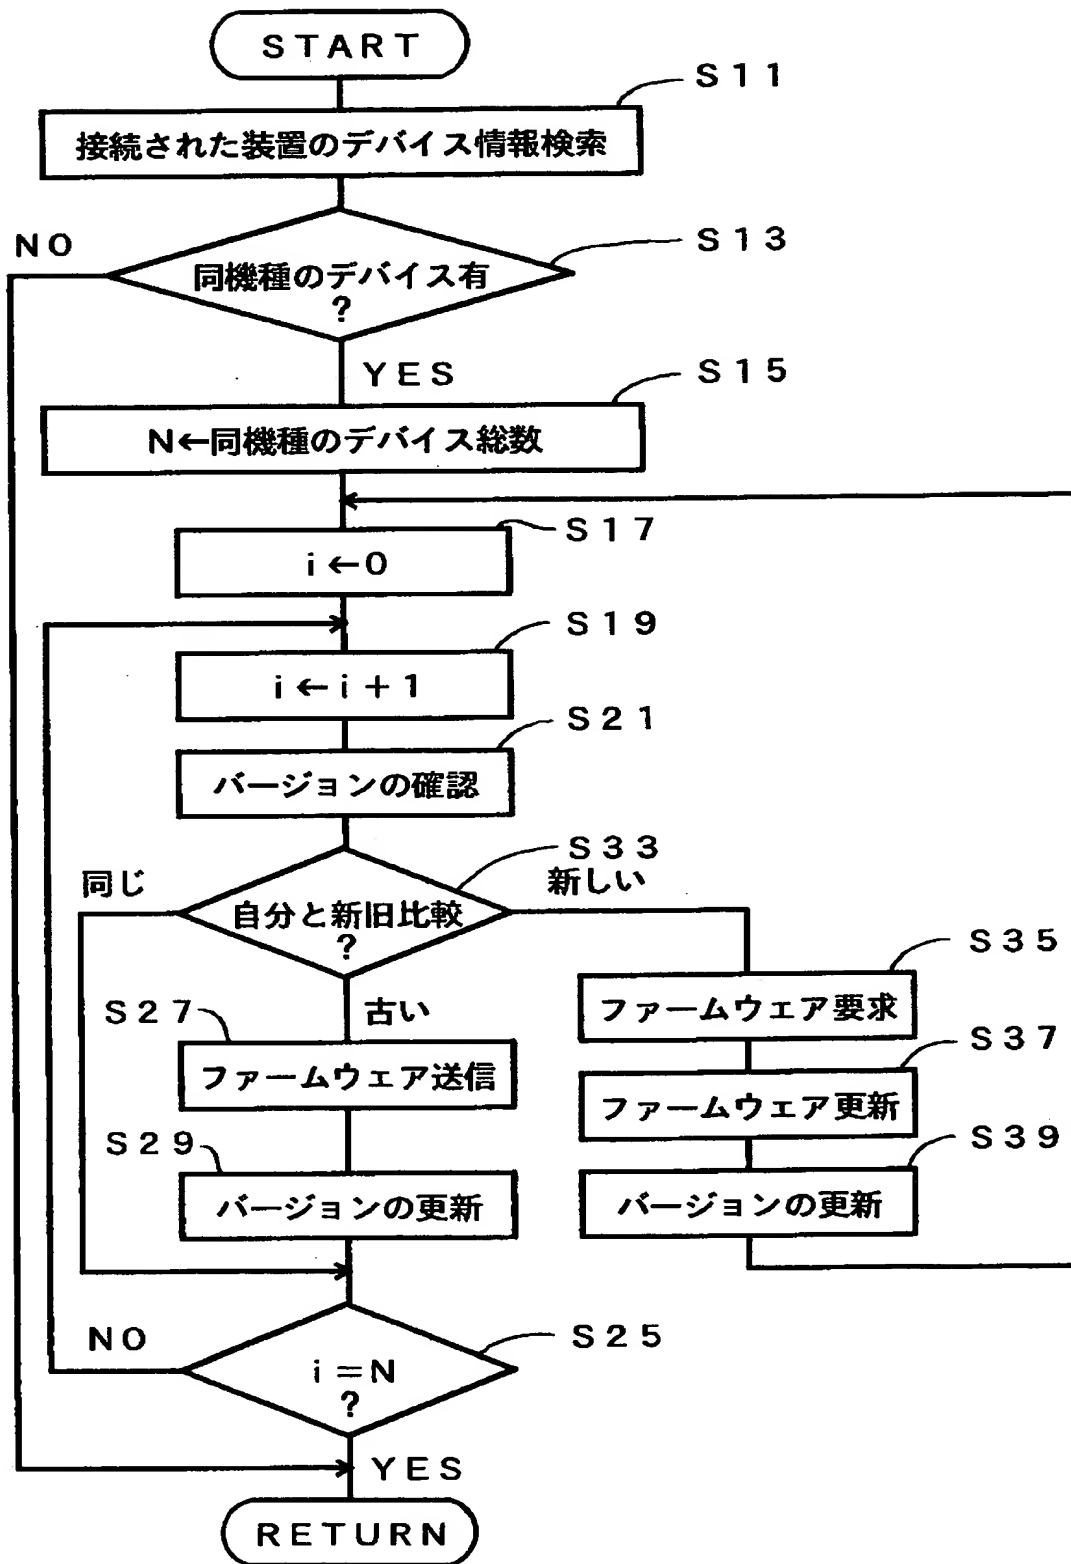 START
S11
接続された装置のデバイス情報検索
NO
S13
同機種のデバイス有
?
YES
S15
N←同機種のデバイス総数
S17
i←0
S19
i←i+1
S21
バージョンの確認
S33
同じ
新しい
自分と新旧比較
?
S35
S27
古い
ファームウェア要求
ファームウェア送信
S37
ファームウェア更新
S29
S39
バージョンの更新
バージョンの更新
NO
S25
i=N
?
YES
RETURN